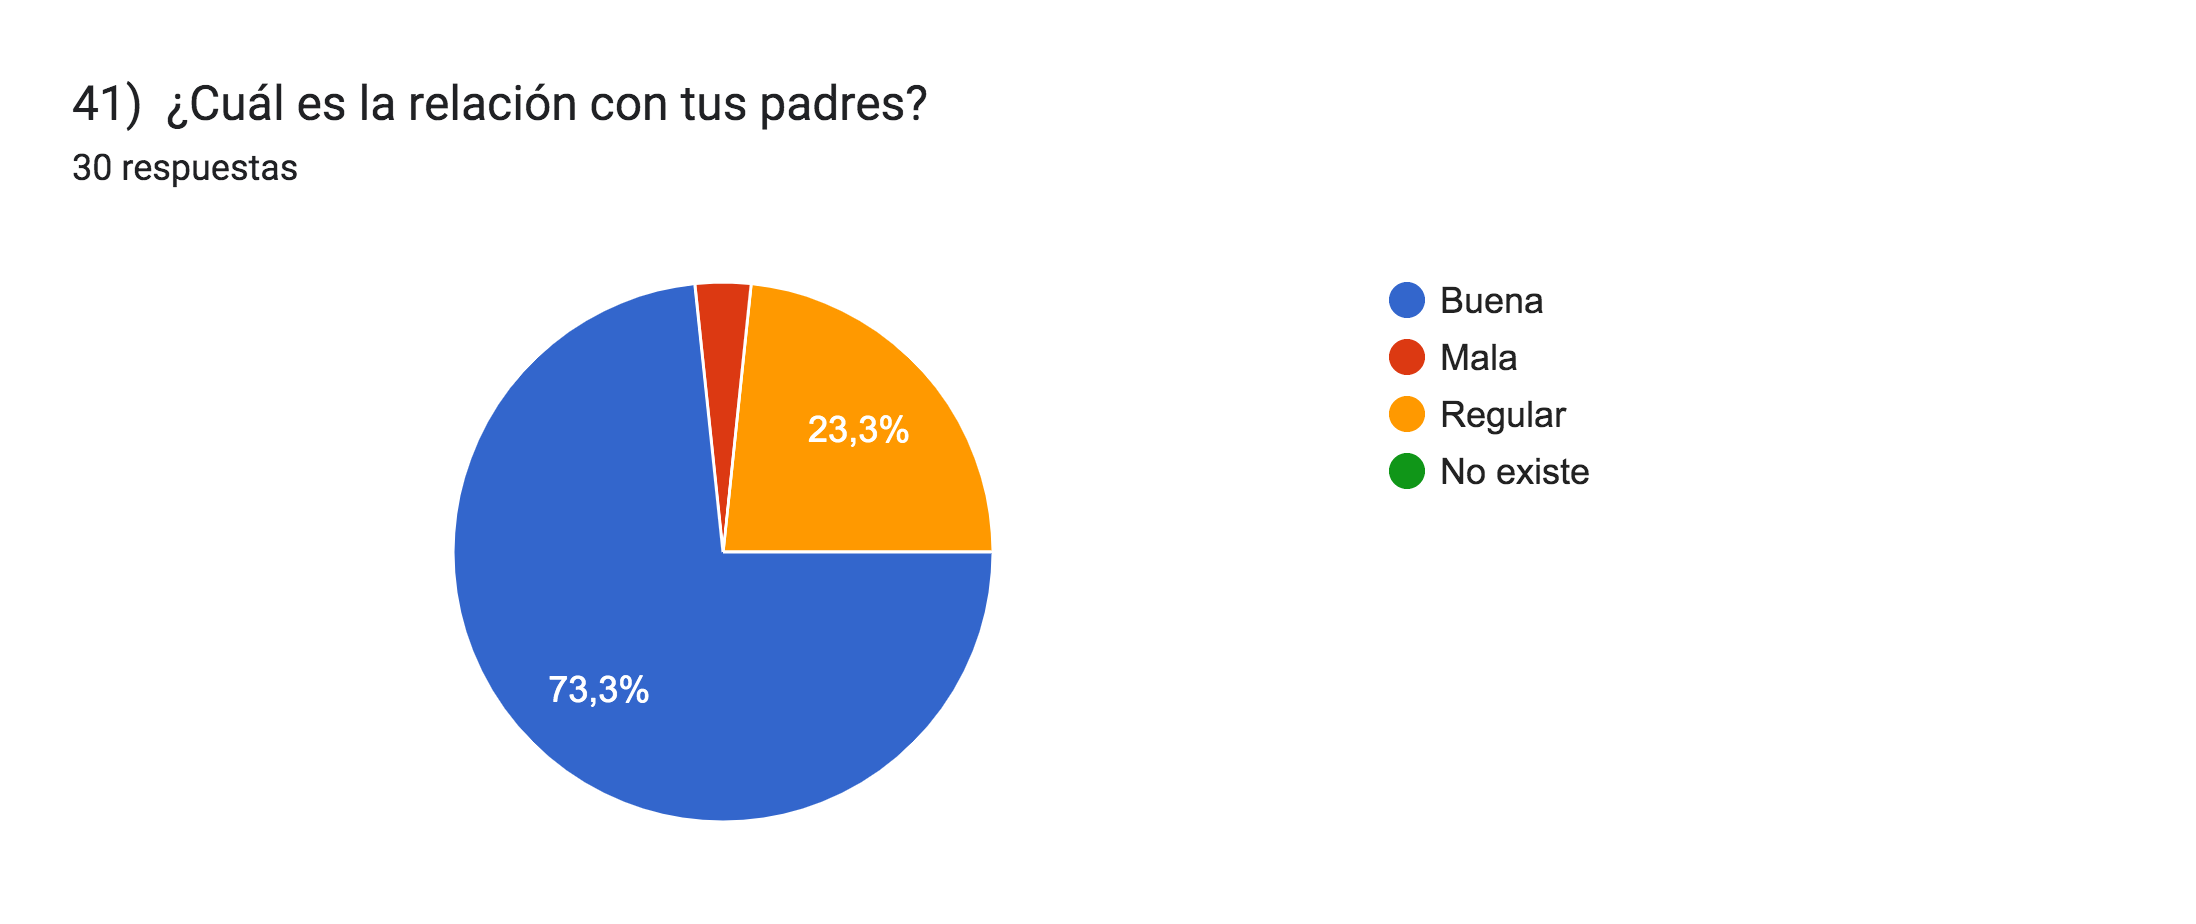 41) ¿Cuál es la relación con tus padres?
30 respuestas
Buena
Mala
Regular
No existe
23,3%
73,3%